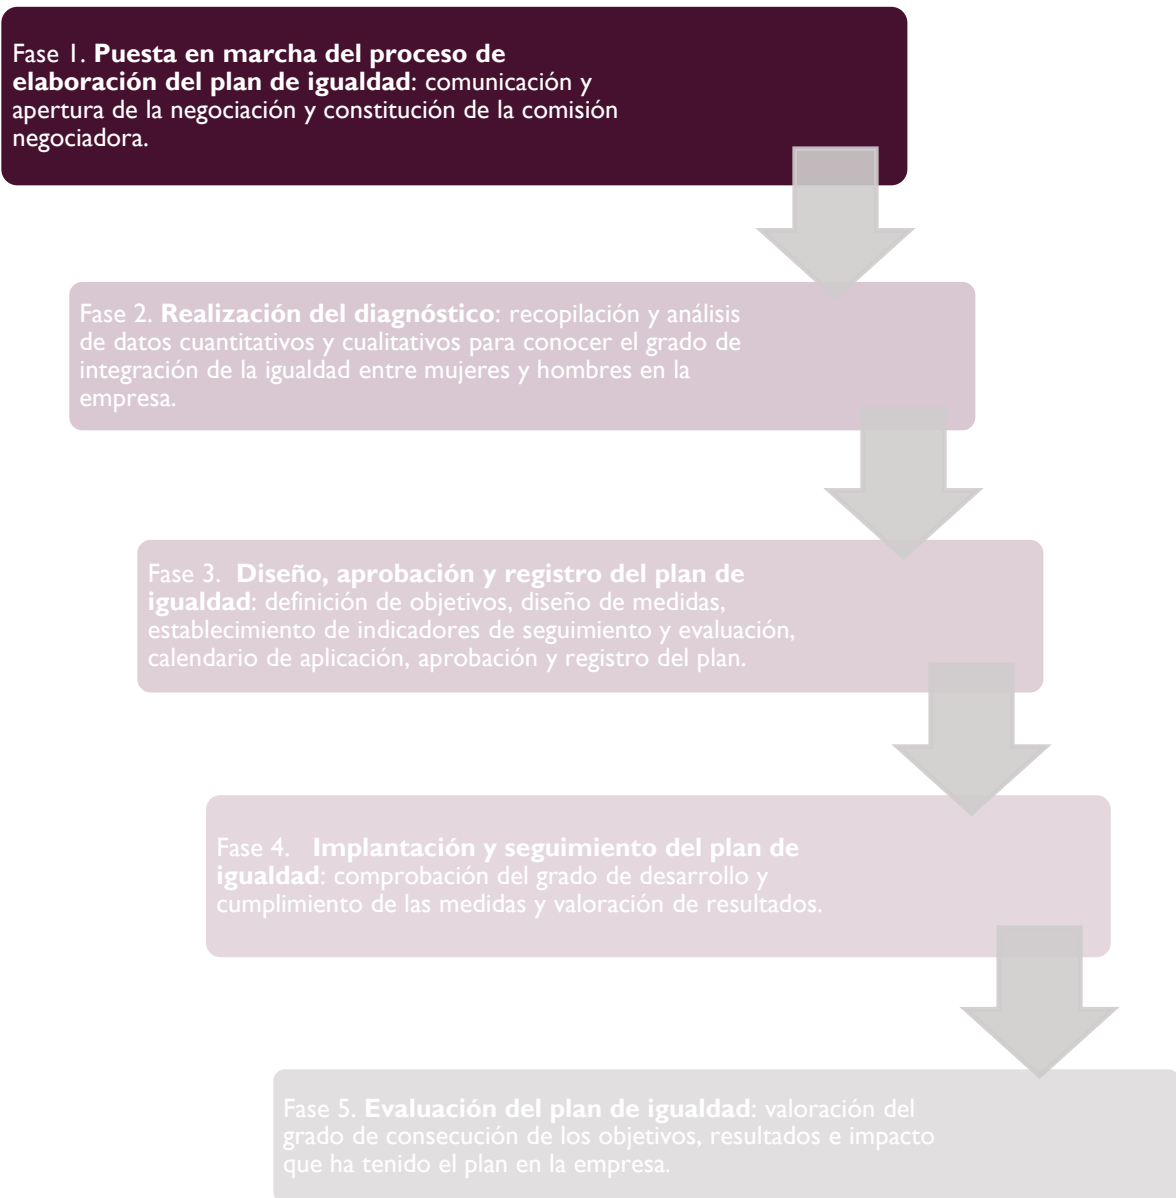 Fase 1. Puesta en marcha del proceso de
elaboración del plan de igualdad: comunicación y
apertura de la negociación y constitución de la comisión
negociadora.
Fase 2. Realización del diagnóstico: recopilación y análisis
de datos cuantitativos y cualitativos para conocer el grado de
integración de la igualdad entre mujeres y hombres en la
empresa.
Fase 3. Diseño, aprobación y registro del plan de
igualdad: definición de objetivos, diseño de medidas,
establecimiento de indicadores de seguimiento y evaluación,
calendario de aplicación, aprobación y registro del plan.
Fase 4. Implantación y seguimiento del plan de
igualdad: comprobación del grado de desarrollo y
cumplimiento de las medidas y valoración de resultados.
Fase 5. Evaluación del plan de igualdad: valoración del
grado de consecución de los objetivos, resultados e impacto
que ha tenido el plan en la empresa.